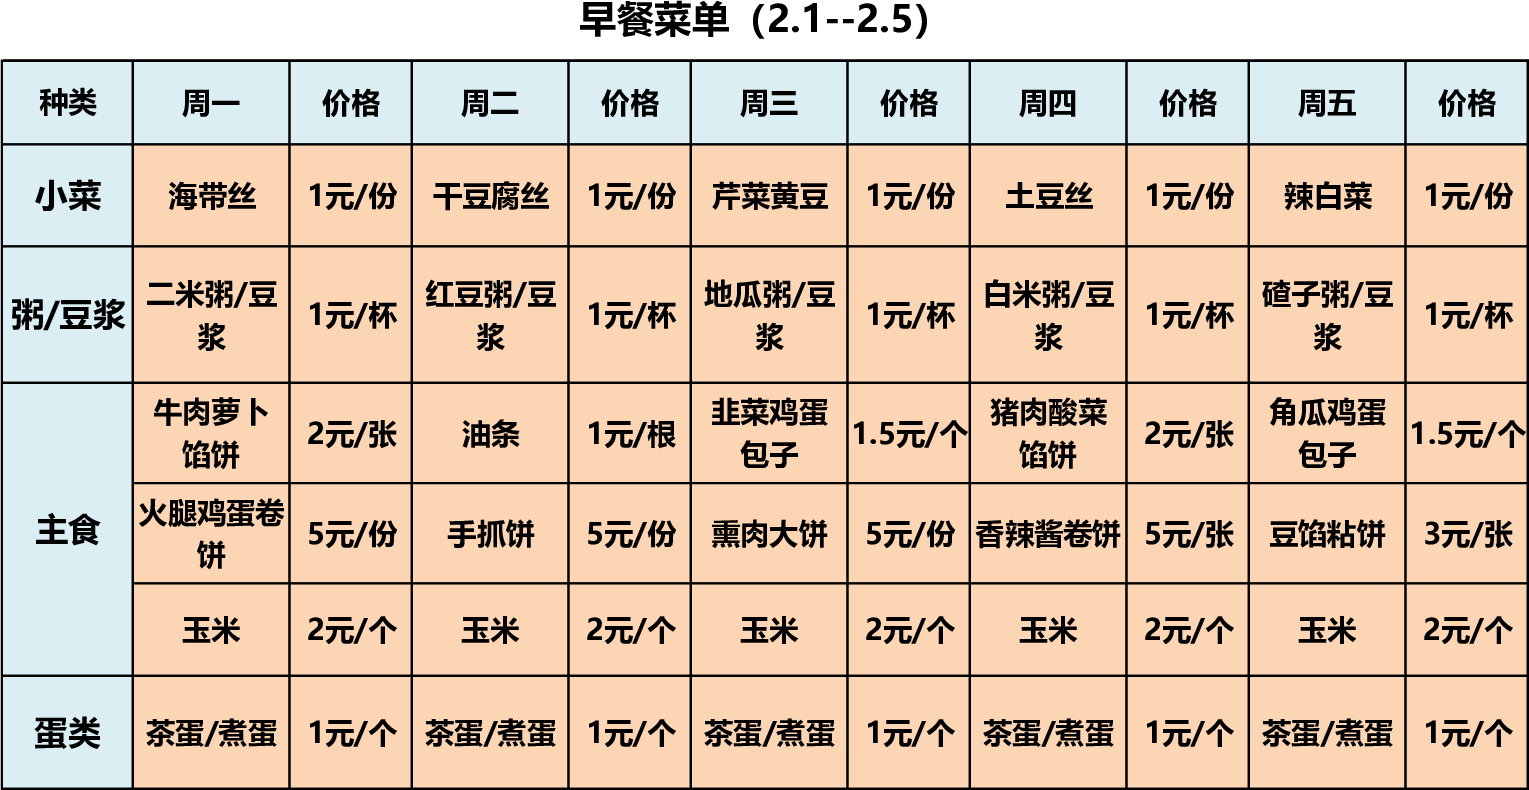 早餐菜单（2.1--2.5）
种类 周一 价格 周二 价格 周三 价格 周四 价格 周五 价格
小菜 海带丝 1元/份 干豆腐丝 1元/份 芹菜黄豆 1元/份 土豆丝 1元/份 辣白菜 1元/份
粥/豆浆 二米粥/豆浆 1元/杯 红豆粥/豆浆 1元/杯 地瓜粥/豆浆 1元/杯 白米粥/豆浆 1元/杯 碴子粥/豆浆 1元/杯
主食 牛肉萝卜馅饼 2元/张 油条 1元/根 韭菜鸡蛋包子 1.5元/个 猪肉酸菜馅饼 2元/张 角瓜鸡蛋包子 1.5元/个
火腿鸡蛋卷饼 5元/份 手抓饼 5元/份 熏肉大饼 5元/份 香辣酱卷饼 5元/张 豆馅粘饼 3元/张
玉米 2元/个 玉米 2元/个 玉米 2元/个 玉米 2元/个 玉米 2元/个
蛋类 茶蛋/煮蛋 1元/个 茶蛋/煮蛋 1元/个 茶蛋/煮蛋 1元/个 茶蛋/煮蛋 1元/个 茶蛋/煮蛋 1元/个